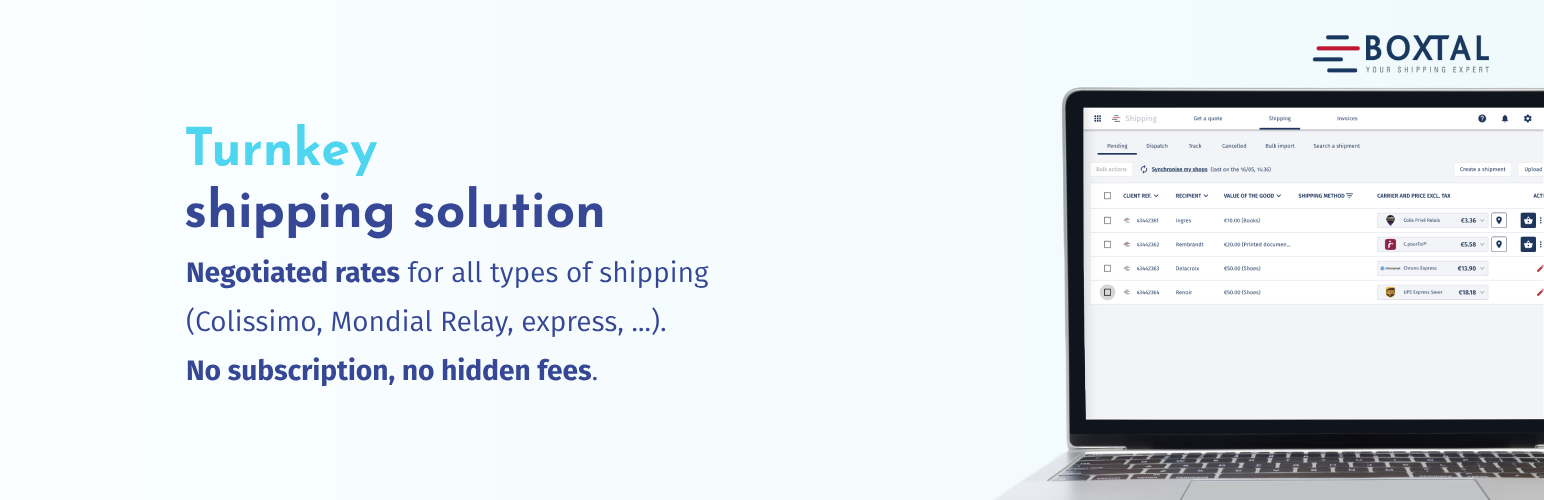 BOXTAL
YOUR SHIPPING EXPERT
Turnkey
shipping solution
Negotiated rates for all types of shipping
(Colissimo, Mondial Relay, express, ...).
No subscription, no hidden fees.
Shipping Get a quote Shipping Invoices
Pending Dispatch Track Cancelled Bulk import Search a shipment
Bulk actions Synchronise my shops (last on the 16/05, 14:36) Create a shipment Upload
CLIENT REF. RECIPIENT VALUE OF THE GOOD SHIPPING METHOD CARRIER AND PRICE EXCL. TAX ACTI
43442361 Ingres €10.00 (Books) Colis Privé Relais €3.36
43442362 Rembrandt €20.00 (Printed documen... C.pourToi® €5.58
43442363 Delacroix €50.00 (Shoes) Chrono Express €13.90
43442364 Renoir €50.00 (Shoes) UPS Express Saver €18.18